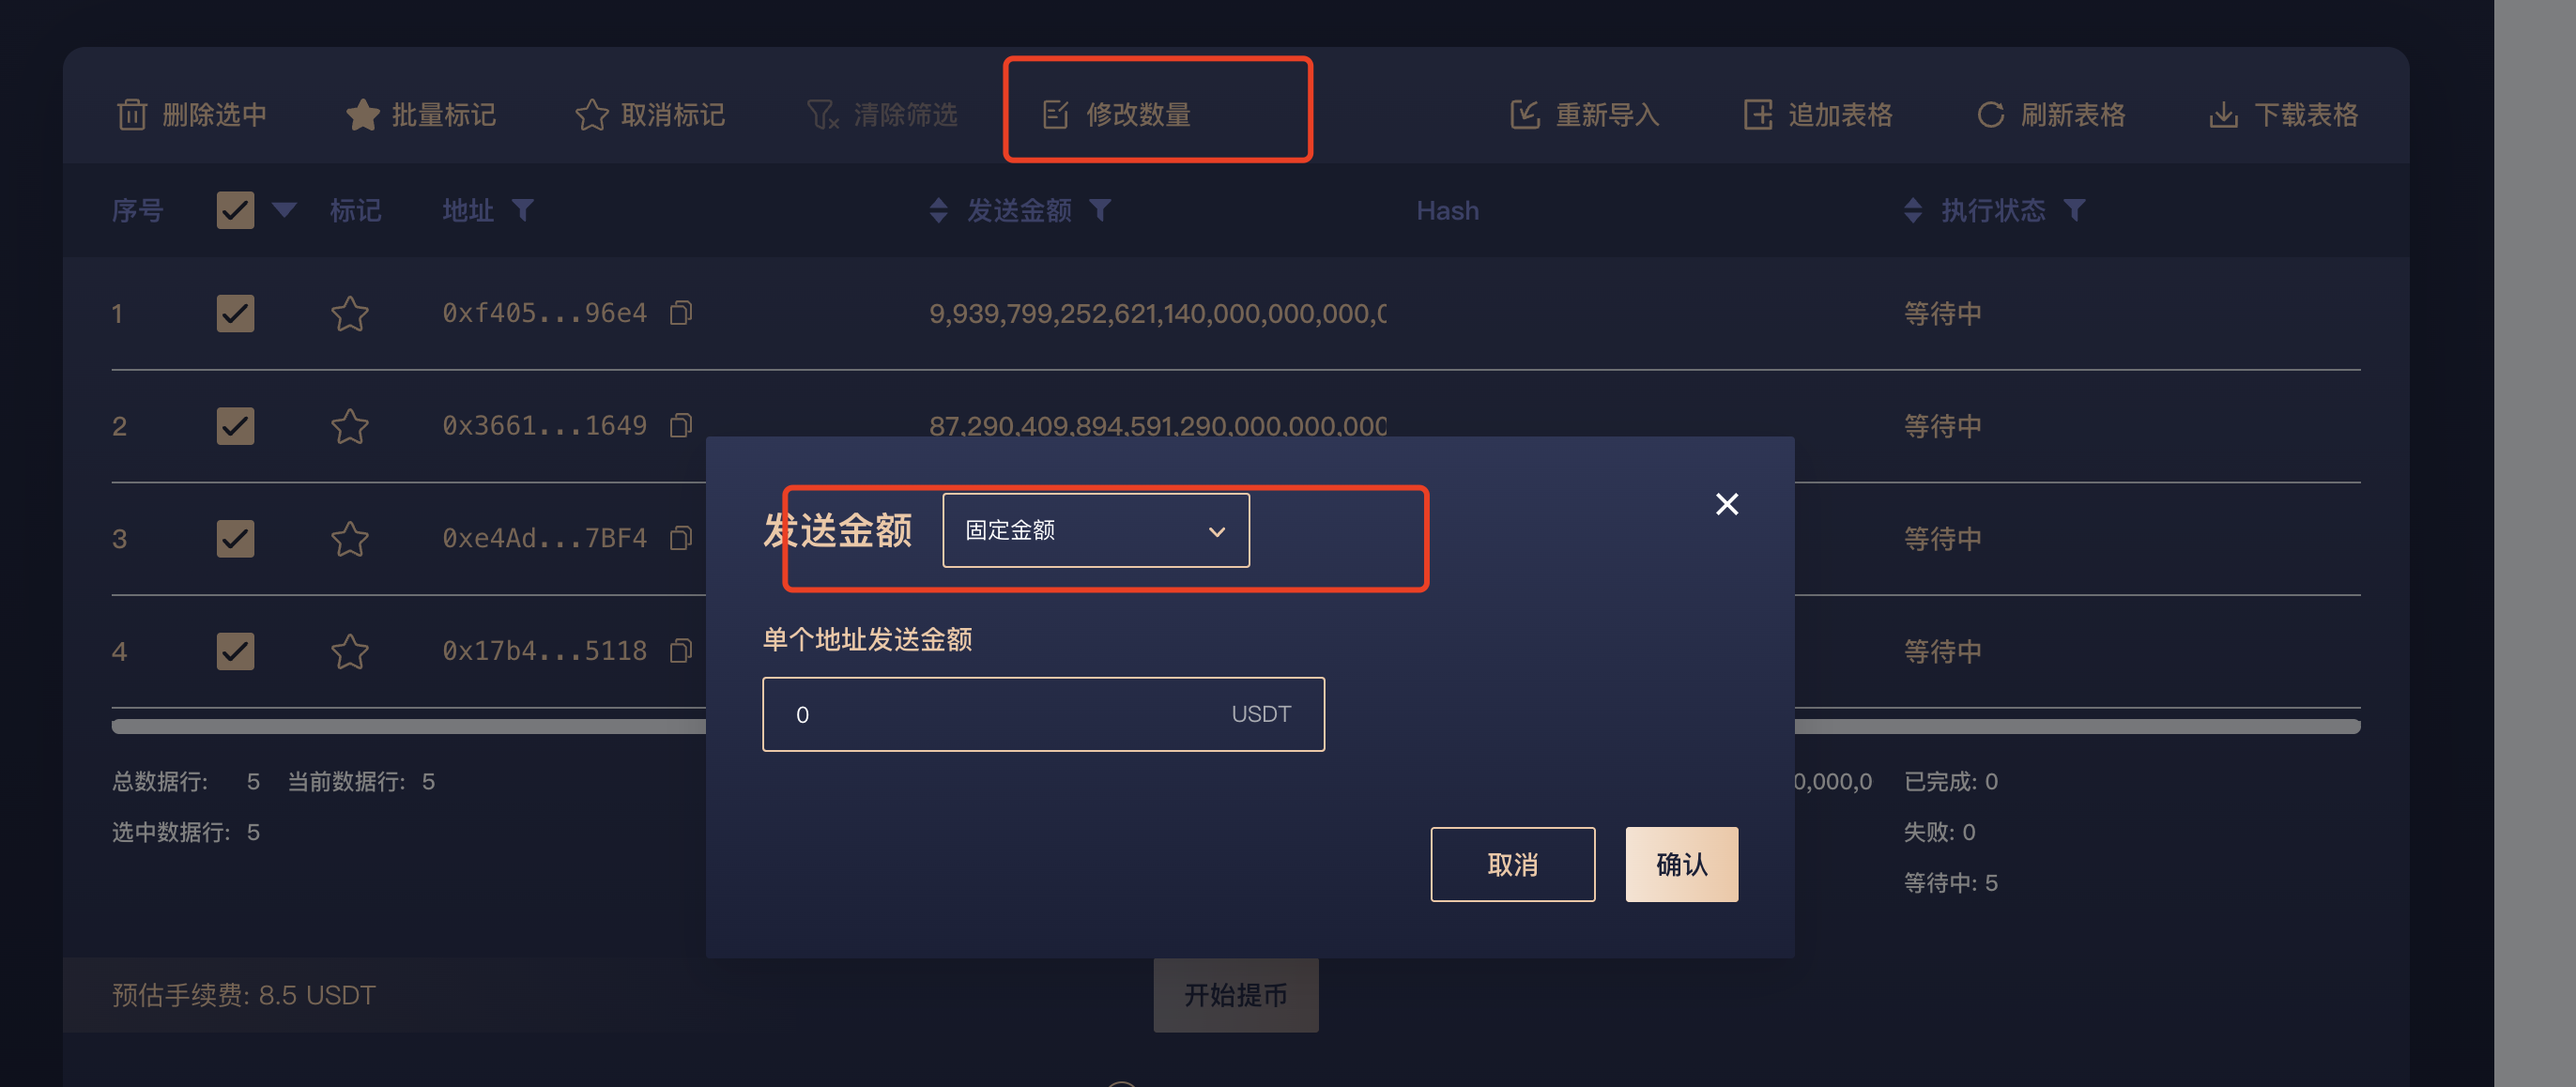 删除选中 批量标记 取消标记 清除筛选 修改数量 重新导入 追加表格 刷新表格 下载表格
序号 标记 地址 发送金额 Hash 执行状态
1 0xf405...96e4 9,939,799,252,621,140,000,000,000,0 等待中
2 0x3661...1649 87,290,409,894,591,290,000,000,000 等待中
3 0xe4Ad...7BF4 等待中
4 0x17b4...5118 等待中
发送金额 固定金额
单个地址发送金额
0 USDT
取消 确认
总数据行: 5 当前数据行: 5 0,000,0 已完成: 0
选中数据行: 5 失败: 0
等待中: 5
预估手续费: 8.5 USDT 开始提币